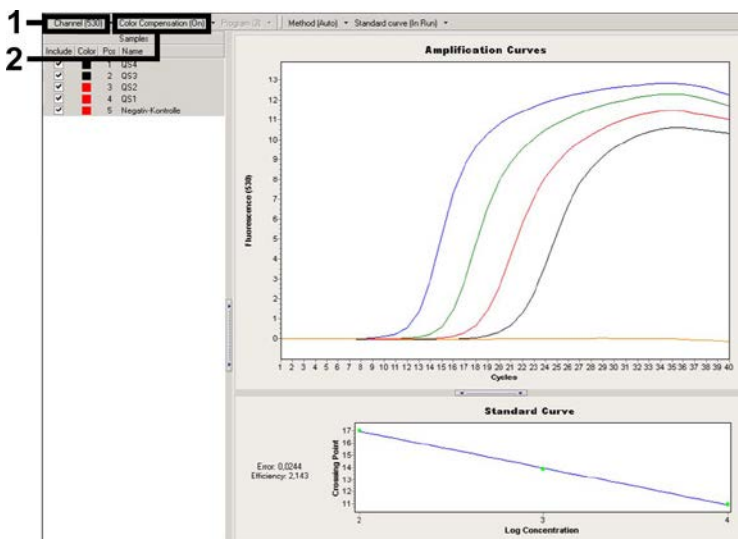 1
Channel (530)
Color Compensation (On)
Program (3)
Method (Auto)
Standard curve (In Run)
2
Samples
Include Color Pos Name
1 QS4
2 QS3
3 QS2
4 QS1
5 Negativ-Kontrolle
Amplification Curves
Fluorescence (530)
13
12
11
10
9
8
7
6
5
4
3
2
1
0
1 2 3 4 5 6 7 8 9 10 11 12 13 14 15 16 17 18 19 20 21 22 23 24 25 26 27 28 29 30 31 32 33 34 35 36 37 38 39 40
Cycles
Standard Curve
Error: 0,0244
Efficiency: 2,143
Crossing Point
17
16
15
14
13
12
11
2 3 4
Log Concentration